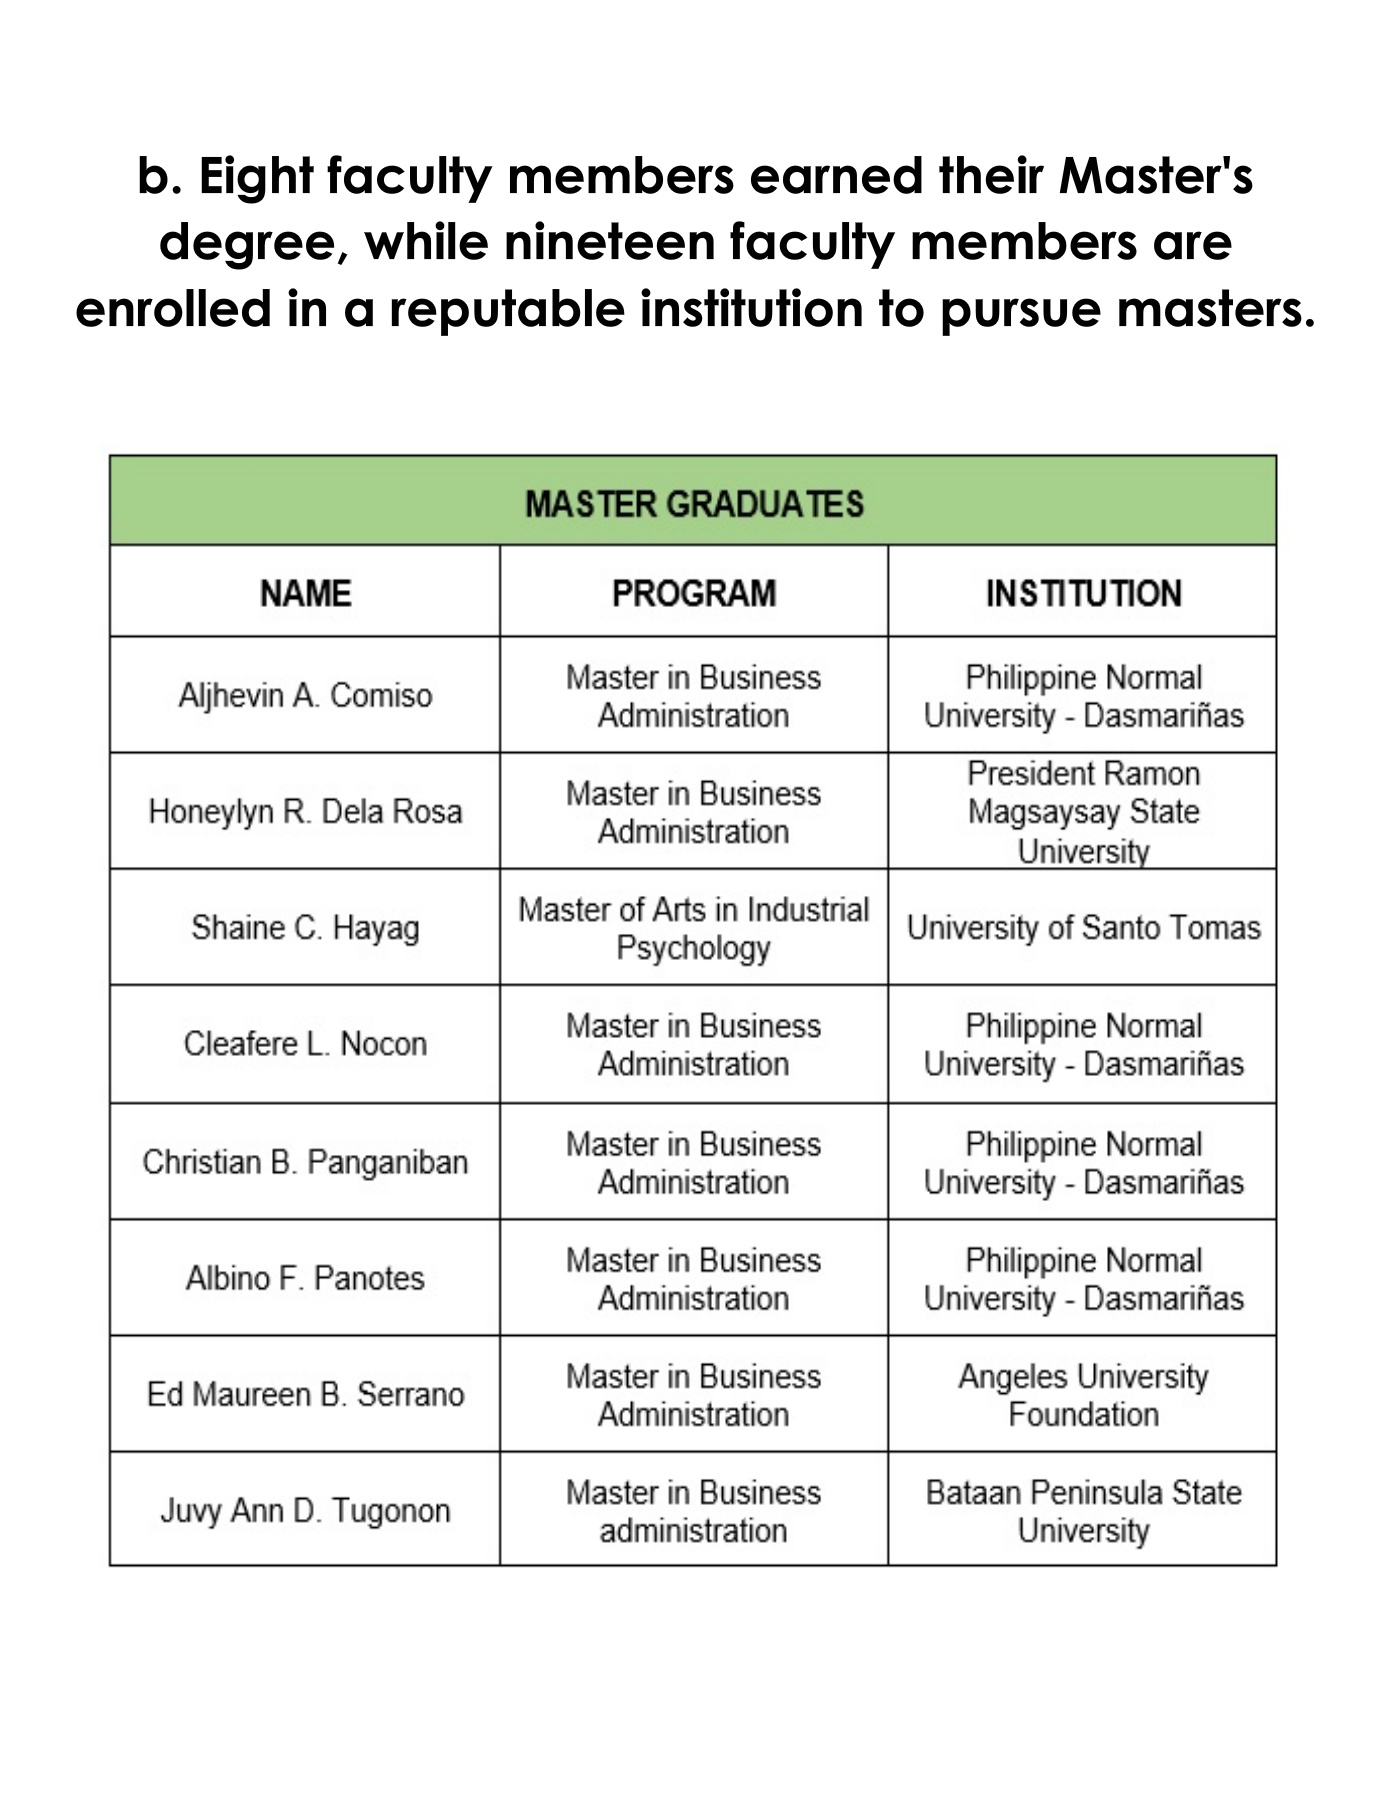 b. Eight faculty members earned their Master's
degree, while nineteen faculty members are
enrolled in a reputable institution to pursue masters.
MASTER GRADUATES
NAME PROGRAM INSTITUTION
Aljhevin A. Comiso
Master in Business
Administration
Philippine Normal
University - Dasmariñas
Honeylyn R. Dela Rosa
Master in Business
Administration
President Ramon
Magsaysay State
University
Shaine C. Hayag
Master of Arts in Industrial
Psychology
University of Santo Tomas
Cleafere L. Nocon
Master in Business
Administration
Philippine Normal
University - Dasmariñas
Christian B. Panganiban
Master in Business
Administration
Philippine Normal
University - Dasmariñas
Albino F. Panotes
Master in Business
Administration
Philippine Normal
University - Dasmariñas
Ed Maureen B. Serrano
Master in Business
Administration
Angeles University
Foundation
Juvy Ann D. Tugonon
Master in Business
administration
Bataan Peninsula State
University